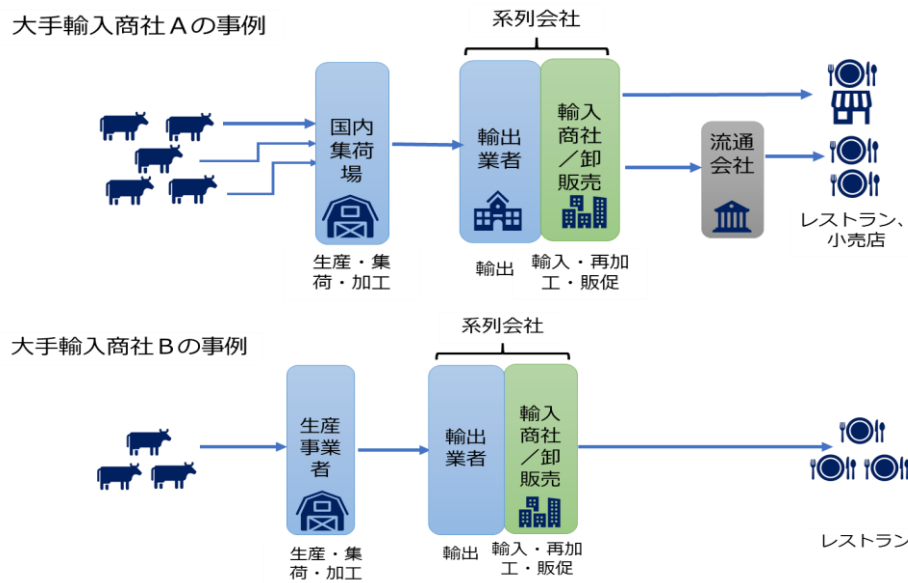 大手輸入商社Aの事例
系列会社
国内
集荷
場
輸出
業者
輸入
商社
／卸
販売
流通
会社
レストラン、
小売店
生産・集
荷・加工
輸出
輸入・再加
工・販促
大手輸入商社Bの事例
系列会社
生産
事業
者
輸出
業者
輸入
商社
／卸
販売
レストラン
生産・集
荷・加工
輸出
輸入・再加
工・販促